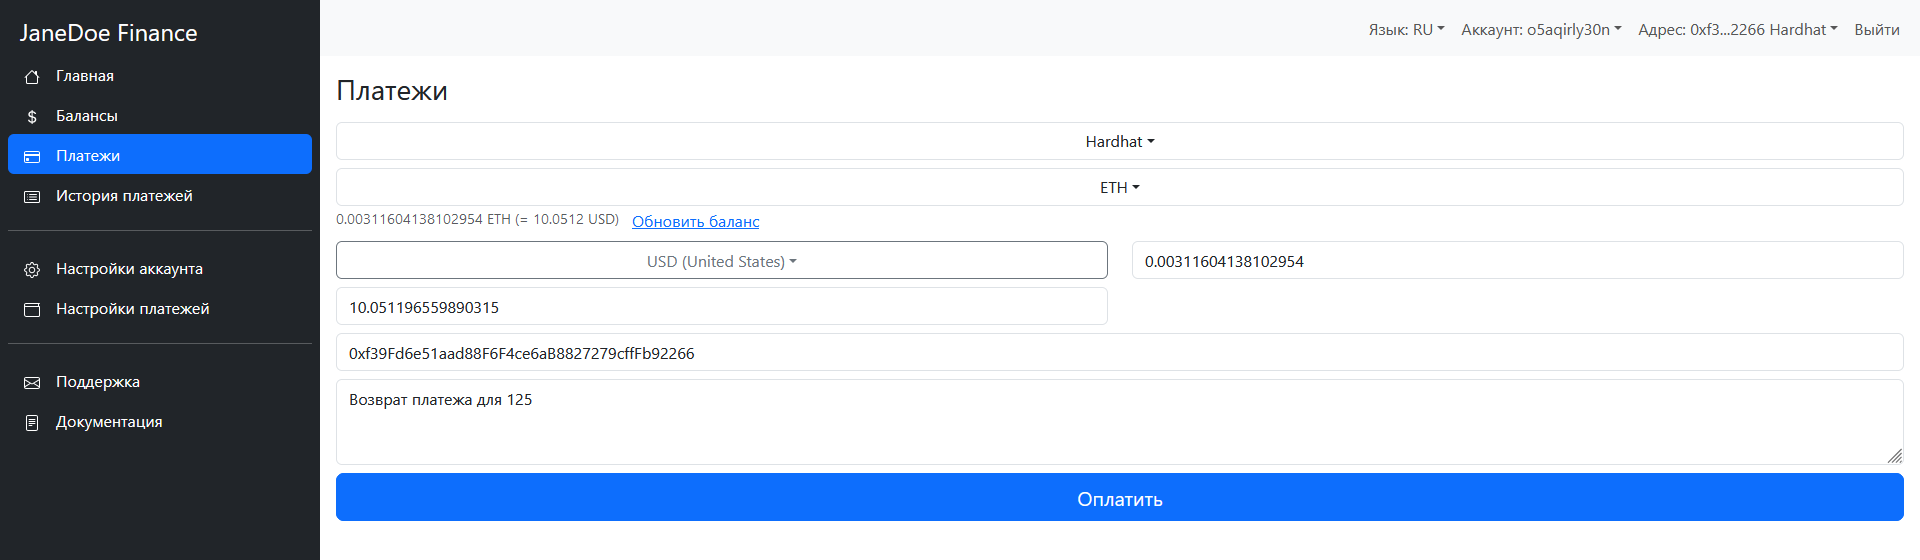 JaneDoe Finance
Главная
Балансы
Платежи
История платежей
Настройки аккаунта
Настройки платежей
Поддержка
Документация
Язык: RU Аккаунт: o5aqirly30n Адрес: 0xf3...2266 Hardhat Выйти
Платежи
Hardhat
ETH
0.00311604138102954 ETH (= 10.0512 USD) Обновить баланс
USD (United States) 0.00311604138102954
10.051196559890315
0xf39Fd6e51aad88F6F4ce6aB8827279cffFb92266
Возврат платежа для 125
Оплатить